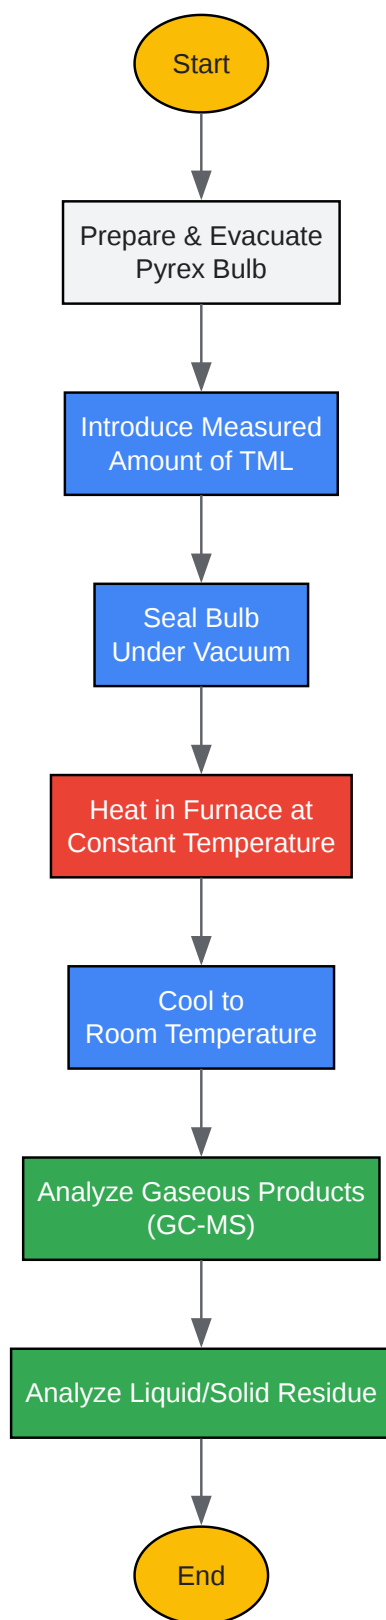 Start
Prepare & Evacuate
Pyrex Bulb
Introduce Measured
Amount of TML
Seal Bulb
Under Vacuum
Heat in Furnace at
Constant Temperature
Cool to
Room Temperature
Analyze Gaseous Products
(GC-MS)
Analyze Liquid/Solid Residue
End